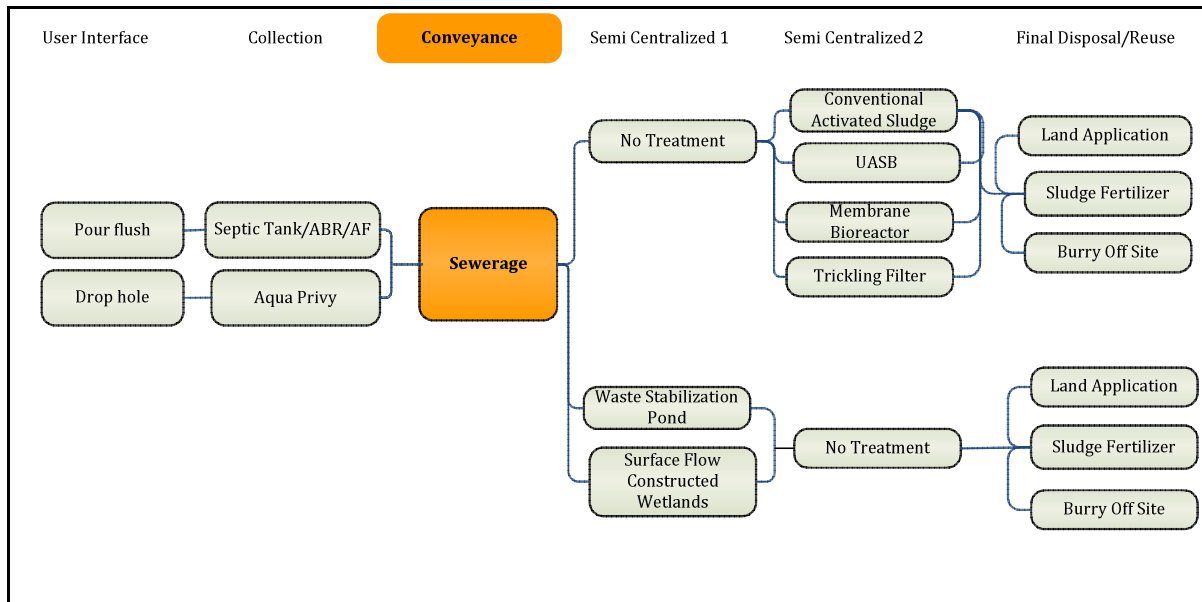 User Interface
Collection
Conveyance
Semi Centralized 1
Semi Centralized 2
Final Disposal/Reuse
Pour flush
Drop hole
Septic Tank/ABR/AF
Aqua Privy
Sewerage
No Treatment
Waste Stabilization
Pond
Surface Flow
Constructed
Wetlands
Conventional
Activated Sludge
UASB
Membrane
Bioreactor
Trickling Filter
No Treatment
Land Application
Sludge Fertilizer
Burry Off Site
Land Application
Sludge Fertilizer
Burry Off Site